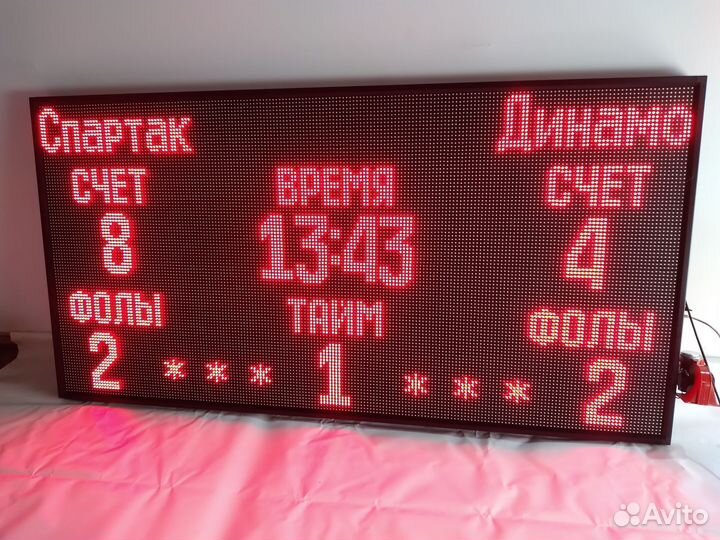 Спартак Динамо
СЧЕТ ВРЕМЯ СЧЕТ
8 13:43 4
ФОЛЫ ТАЙМ ФОЛЫ
2 *** 1 *** 2
Avito